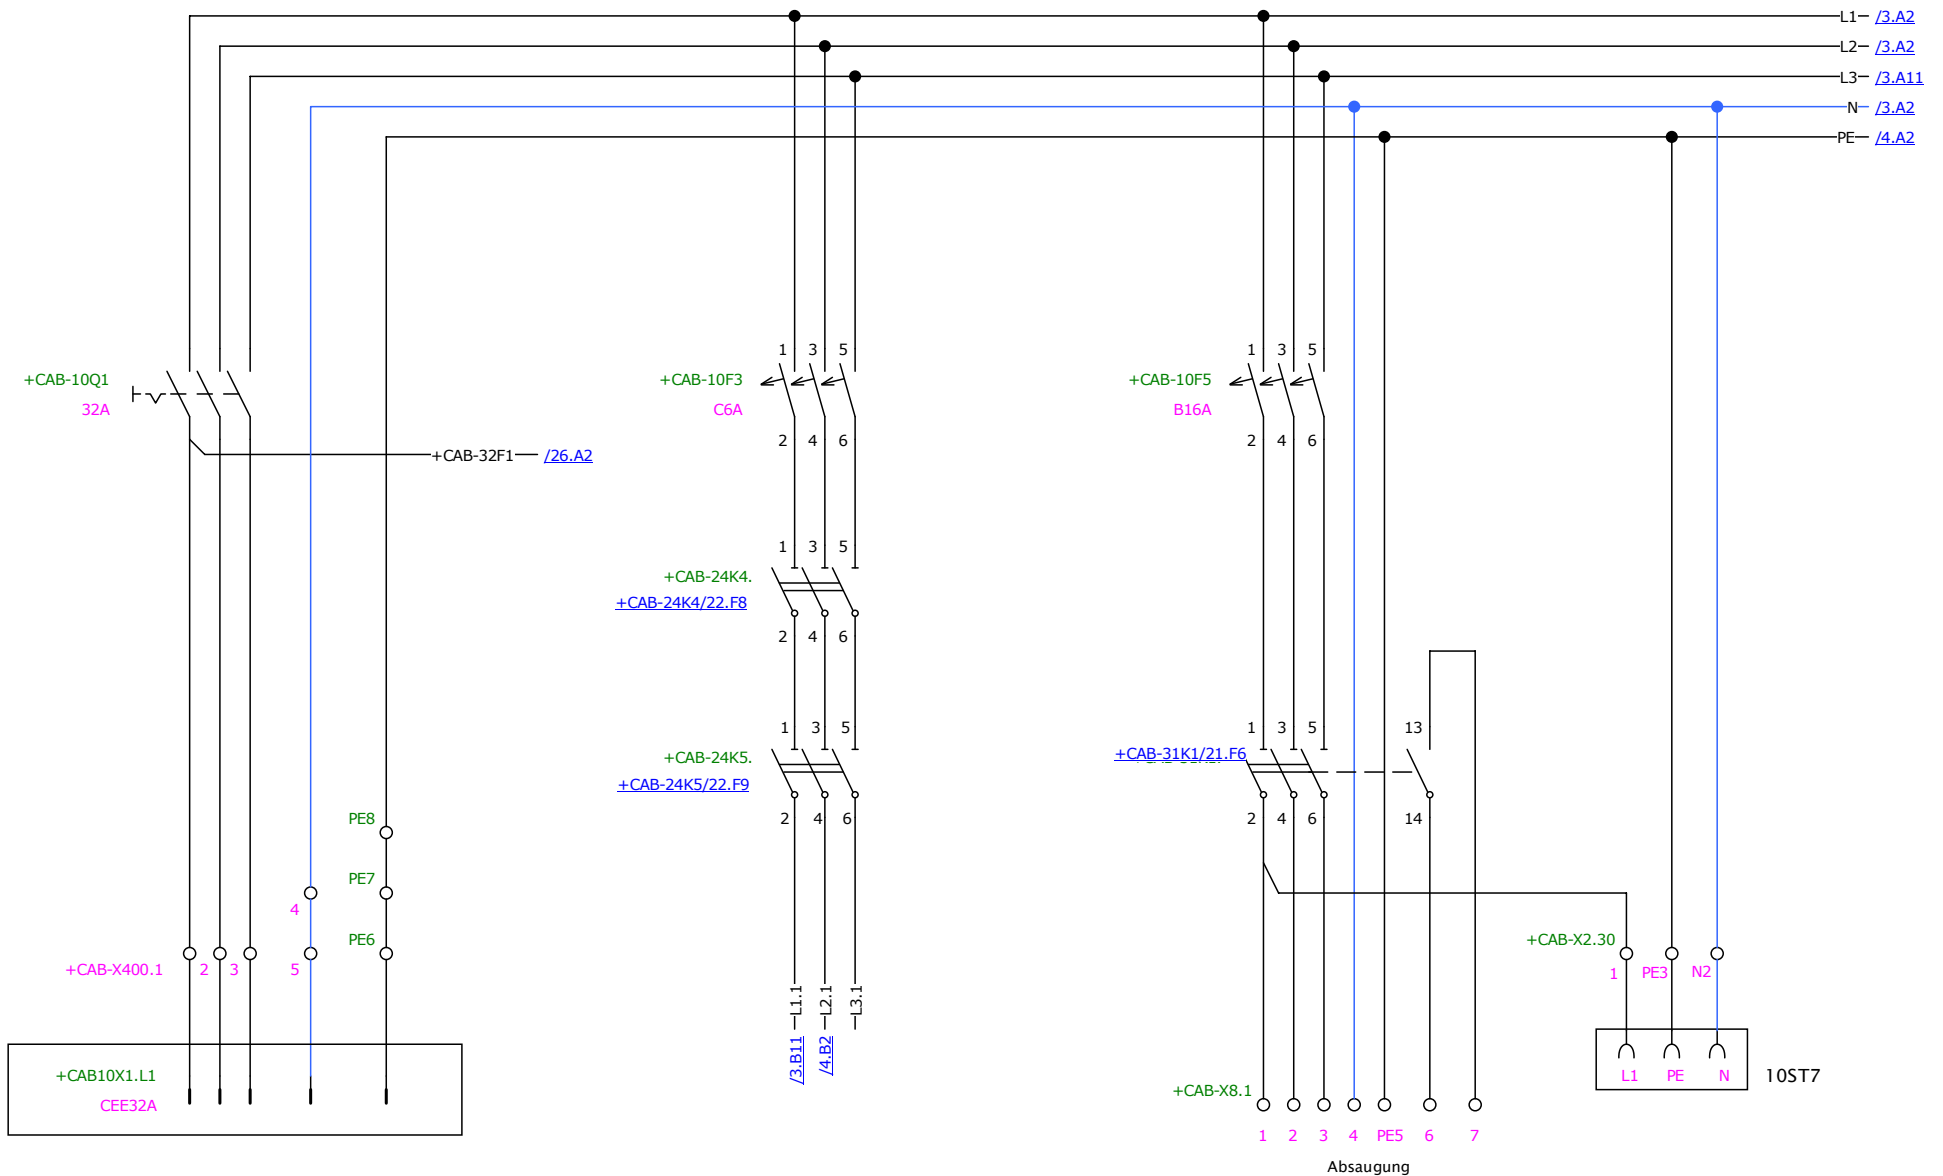 L1 /3.A2
L2 /3.A2
L3 /3.A11
N /3.A2
PE /4.A2
1 3 5
1 3 5
+CAB-10Q1
32A
+CAB-10F3
C6A
+CAB-10F5
B16A
2 4 6
2 4 6
+CAB-32F1 /26.A2
1 3 5
+CAB-24K4.
+CAB-24K4/22.F8
2 4 6
1 3 5
1 3 5 13
+CAB-24K5.
+CAB-24K5/22.F9
+CAB-31K1/21.F6
2 4 6
2 4 6 14
PE8
PE7
4
PE6
+CAB-X400.1 2 3 5
+CAB-X2.30
1 PE3 N2
L1.1 L2.1 L3.1
/3.B11 /4.B2
+CAB10X1.L1
CEE32A
L1 PE N
10ST7
+CAB-X8.1
1 2 3 4 PE5 6 7
Absaugung